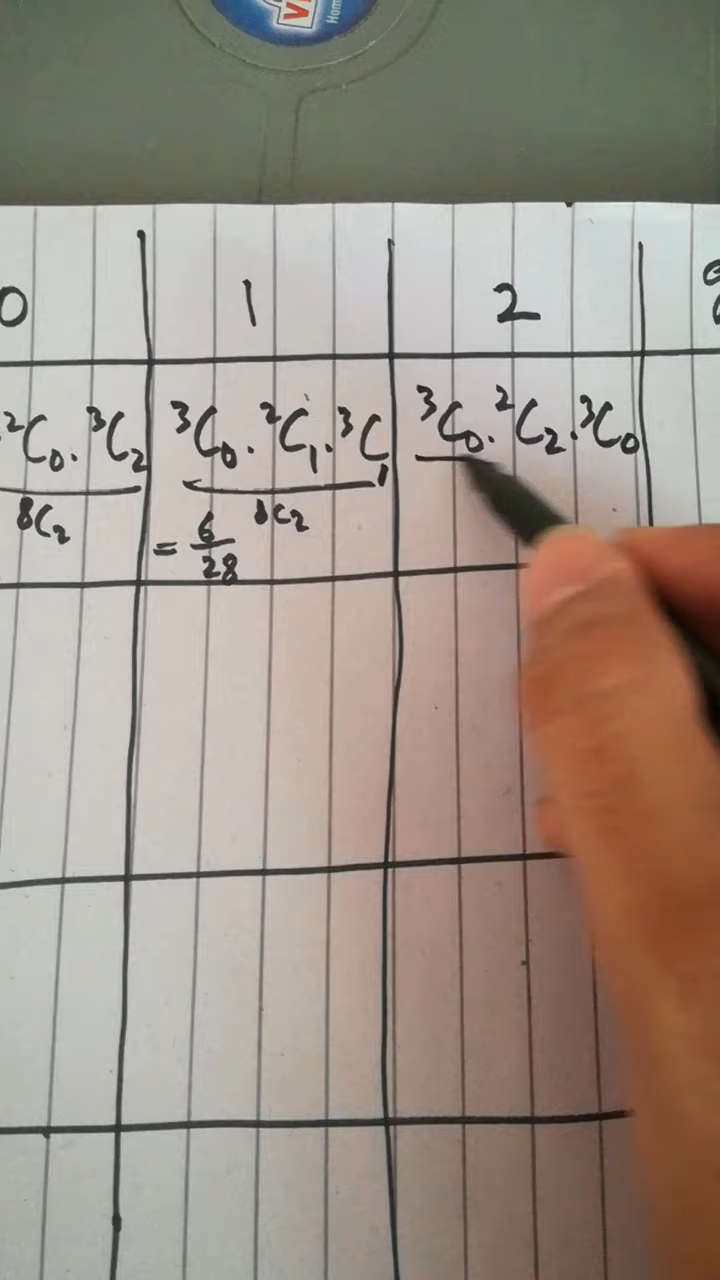 0 1 2
²C₀.³C₂ ³C₀.²C₁.³C₁ ³C₀.²C₂.³C₀
8C₂ 8C₂
= 6/28